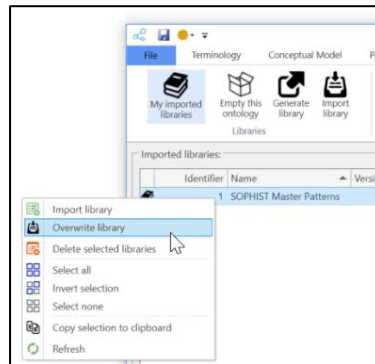 File Terminology Conceptual Model
My imported libraries
Empty this ontology
Generate library
Import library
Libraries
Imported libraries:
Identifier Name
1 SOPHIST Master Patterns
Import library
Overwrite library
Delete selected libraries
Select all
Invert selection
Select none
Copy selection to clipboard
Refresh